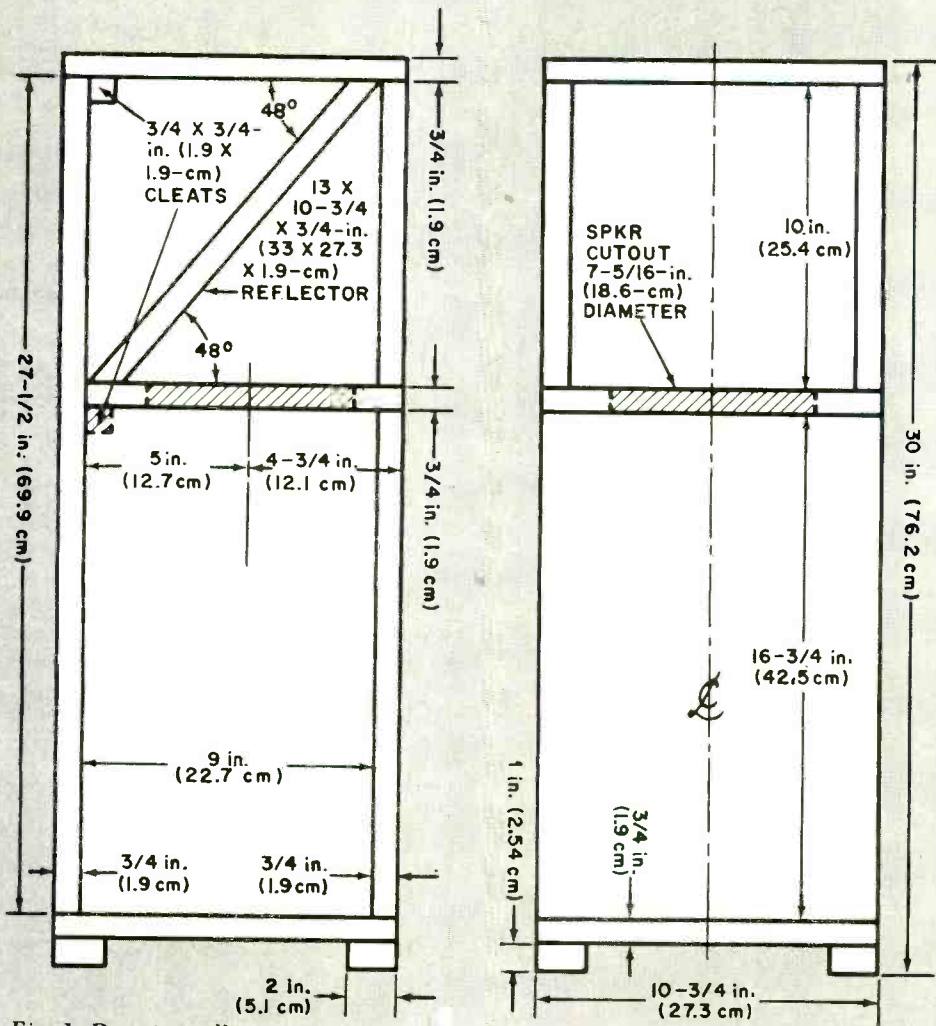 3/4 X 3/4-
in. (1.9 X
1.9-cm)
CLEATS
48°
13 X
10-3/4
X 3/4-in.
(33 X 27.3
X 1.9-cm)
REFLECTOR
48°
3/4 in. (1.9 cm)
27-1/2 in. (69.9 cm)
5 in.
(12.7 cm)
4-3/4 in.
(12.1 cm)
3/4 in. (1.9 cm)
9 in.
(22.7 cm)
3/4 in.
(1.9 cm)
3/4 in.
(1.9 cm)
2 in.
(5.1 cm)
SPKR
CUTOUT
7-5/16-in.
(18.6-cm)
DIAMETER
10 in.
(25.4 cm)
30 in. (76.2 cm)
16-3/4 in.
(42.5 cm)
CL
1 in. (2.54 cm)
3/4 in.
(1.9 cm)
10-3/4 in.
(27.3 cm)